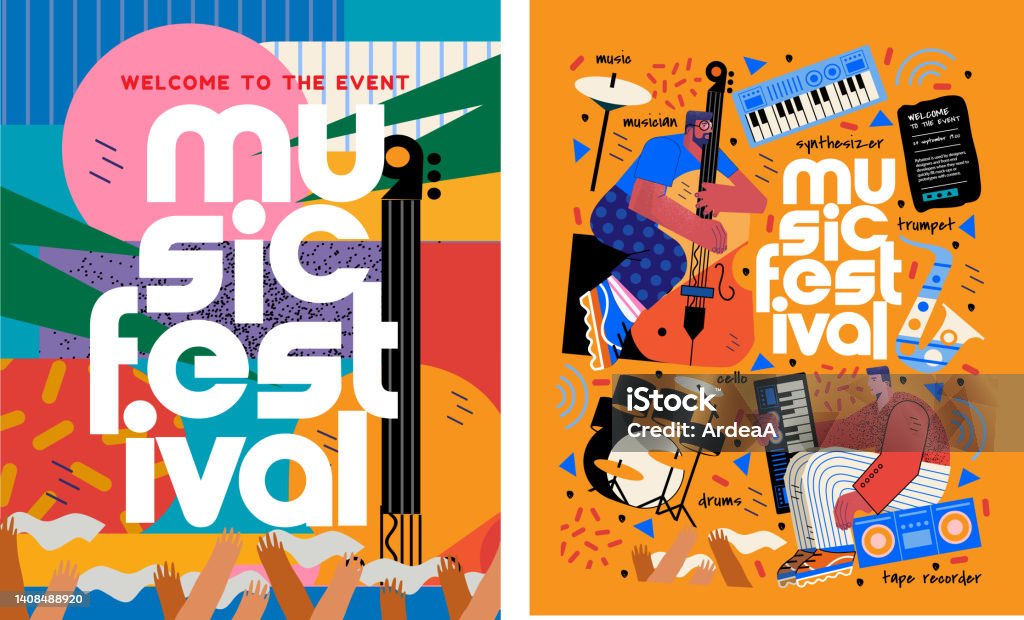 WELCOME TO THE EVENT
mu
sic
fest
ival
music
musician
synthesizer
WELCOME
TO THE EVENT
trumpet
mu
sic
fest
ival
cello
iStock™
Credit: ArdeaA
drums
tape recorder
1408488920